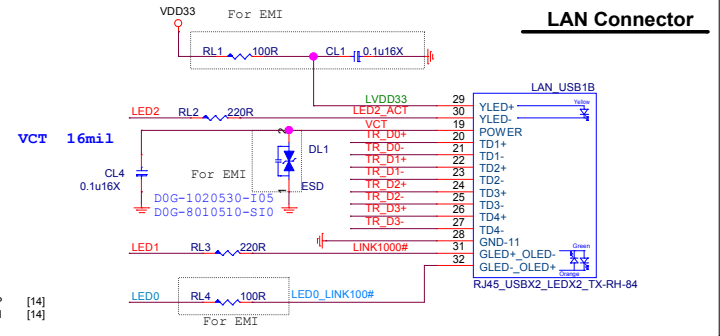 VDD33
For EMI
LAN Connector
RL1
100R
CL1
0.1u16X
LAN_USB1B
LVDD33
29
YLED+
Yellow
LED2
RL2
220R
LED2_ACT
30
YLED-
VCT 16mil
VCT
19
POWER
TR_D0+
20
TD1+
TR_D0-
21
TD1-
TR_D1+
22
TD2+
TR_D1-
23
TD2-
TR_D2+
24
TD3+
TR_D2-
25
TD3-
TR_D3+
26
TD4+
TR_D3-
27
TD4-
28
GND-11
2
DL1
CL4
0.1u16X
For EMI
1
ESD
D0G-1020530-I05
D0G-8010510-SI0
LED1
RL3
220R
LINK1000#
31
GLED+_OLED-
Green
32
GLED-_OLED+
Orange
RJ45_USBX2_LEDX2_TX-RH-84
LED0
RL4
100R
LED0_LINK100#
For EMI
[14]
[14]